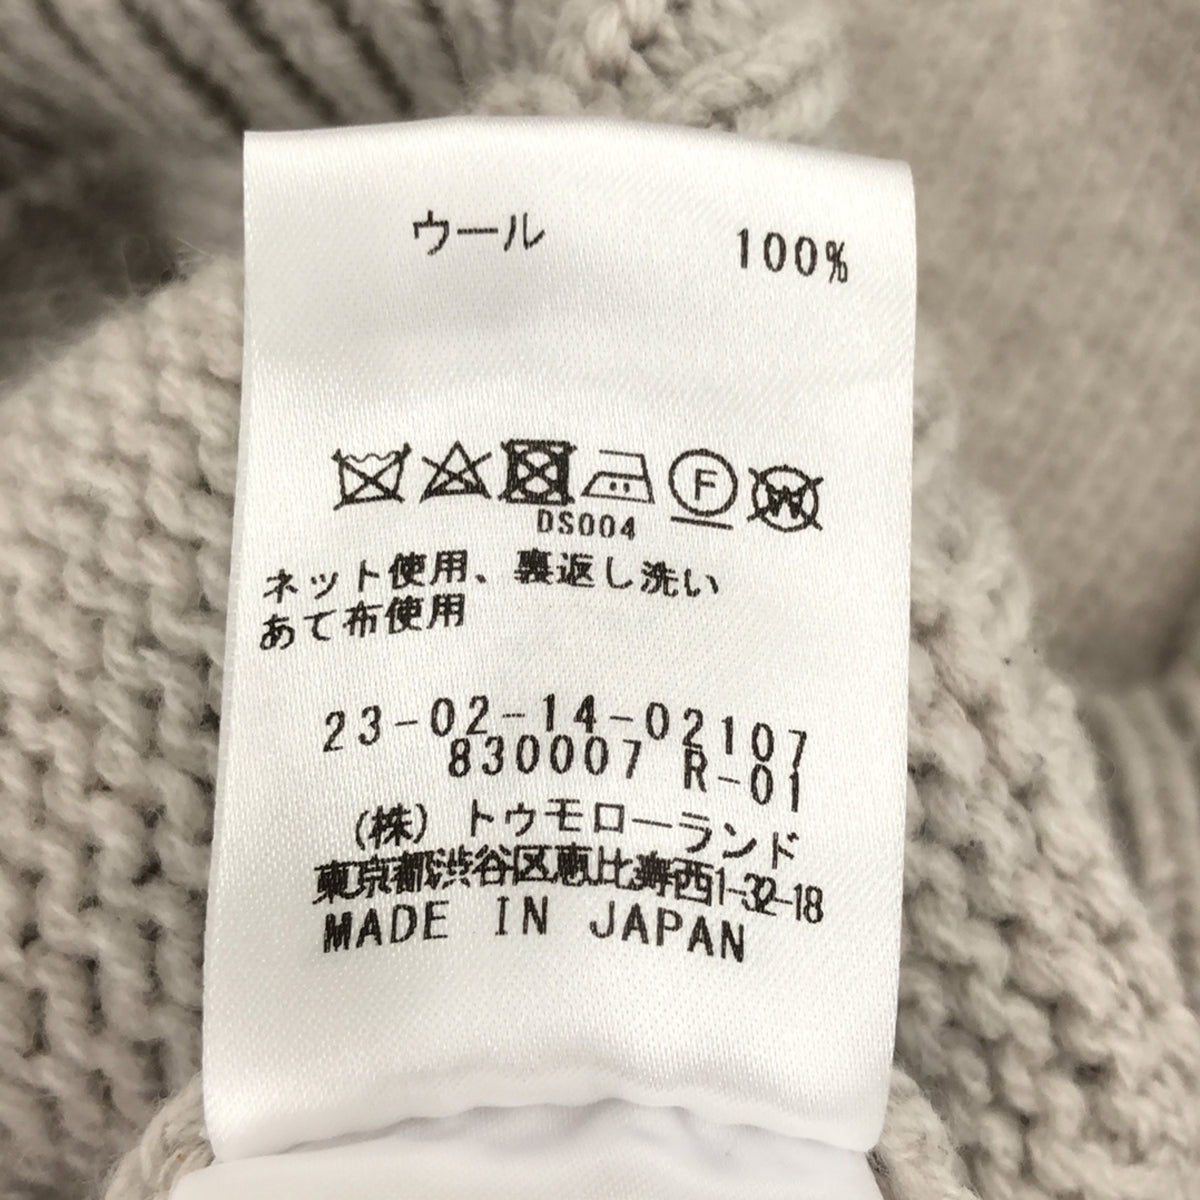 ウール 100%
F W
DS004
ネット使用、裏返し洗い
あて布使用
23-02-14-02107
830007 R-01
(株) トゥモローランド
東京都渋谷区恵比寿西1-32-18
MADE IN JAPAN